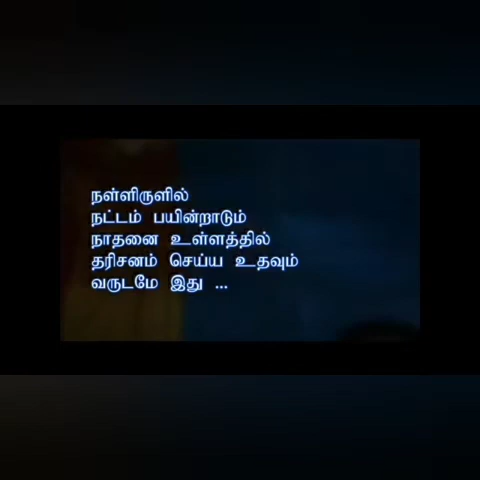 நள்ளிருளில்
நட்டம் பயின்றாடும்
நாதனை உள்ளத்தில்
தரிசனம் செய்ய உதவும்
வருடமே இது ...